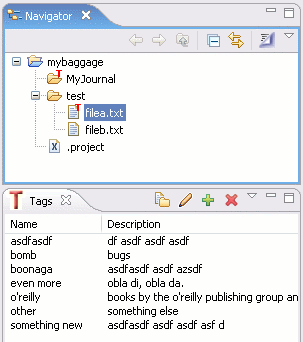 Navigator
mybaggage
MyJournal
test
filea.txt
fileb.txt
.project
Tags
Name Description
asdfasdf df asdf asdf asdf
bomb bugs
boonaga asdfasdf asdf azsdf
even more obla di, obla da.
o'reilly books by the o'reilly publishing group an
other something else
something new asdfasdf asdf asdf asf d